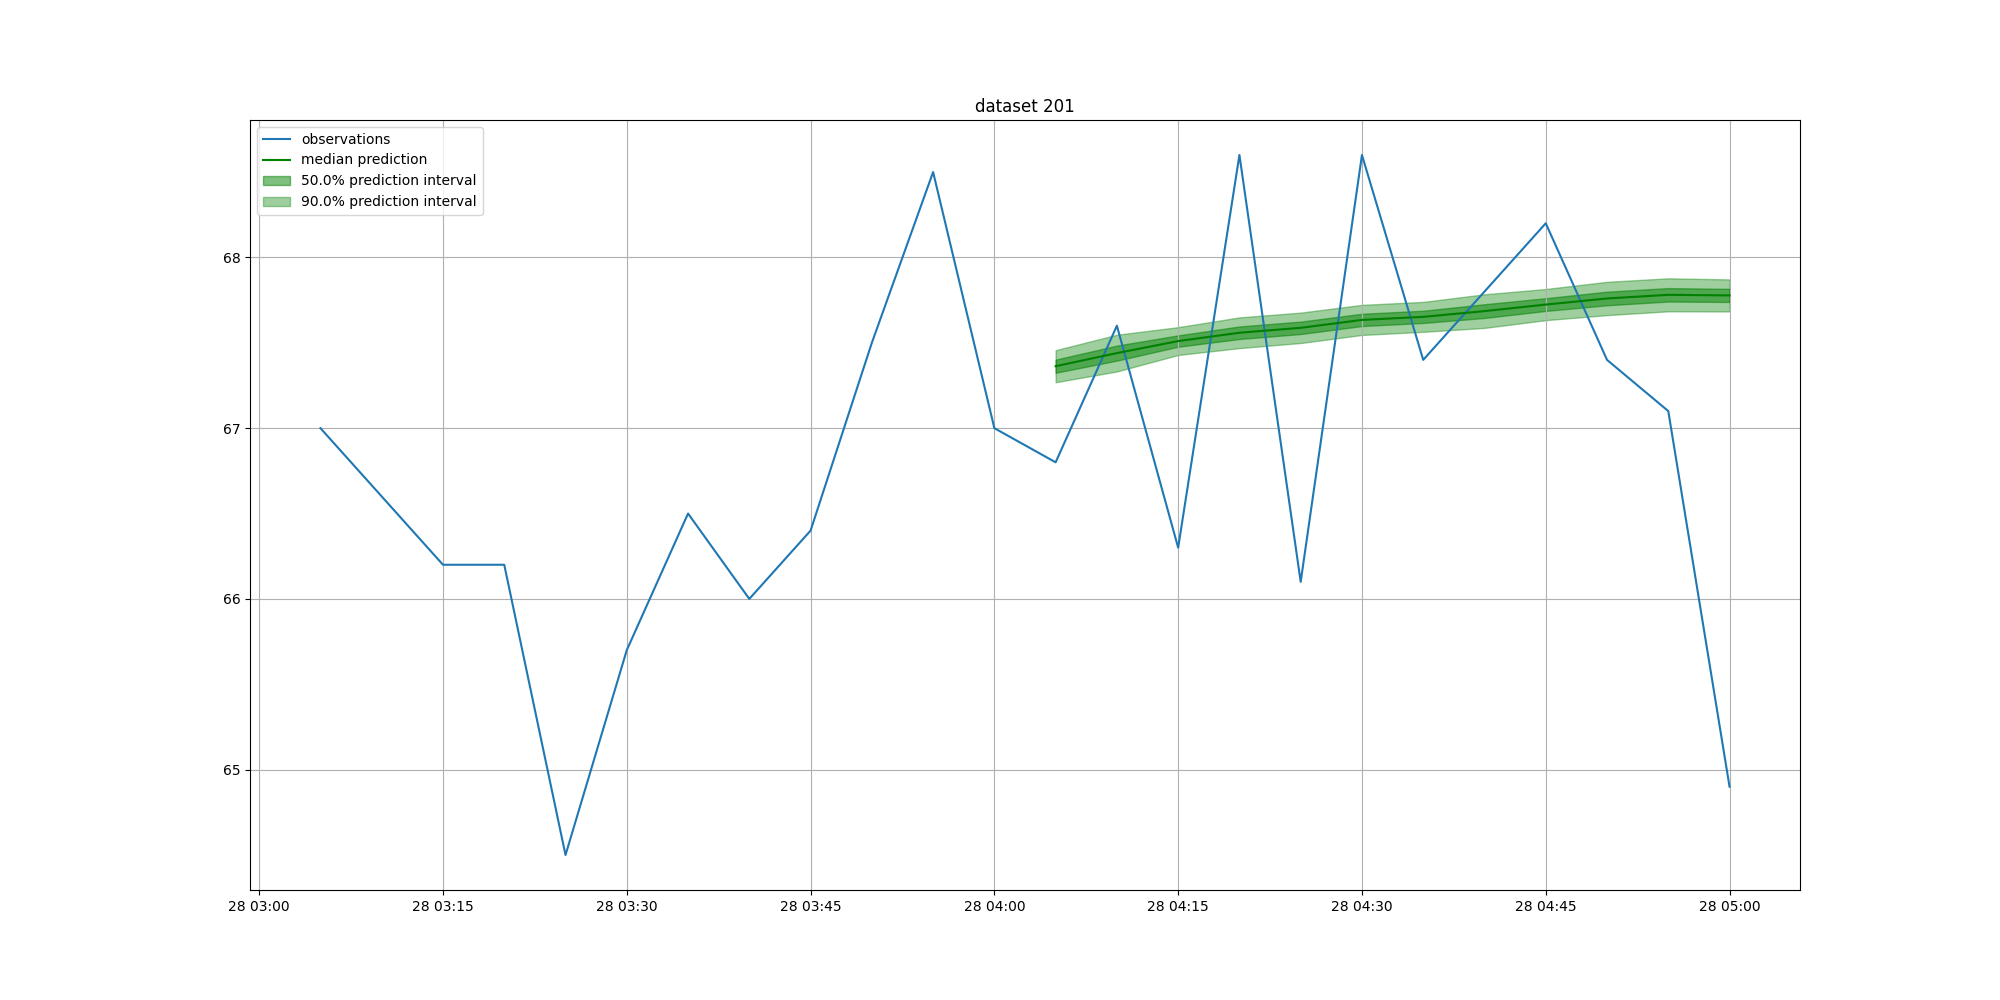 dataset 201
observations
median prediction
50.0% prediction interval
90.0% prediction interval
68
67
66
65
28 03:00 28 03:15 28 03:30 28 03:45 28 04:00 28 04:15 28 04:30 28 04:45 28 05:00